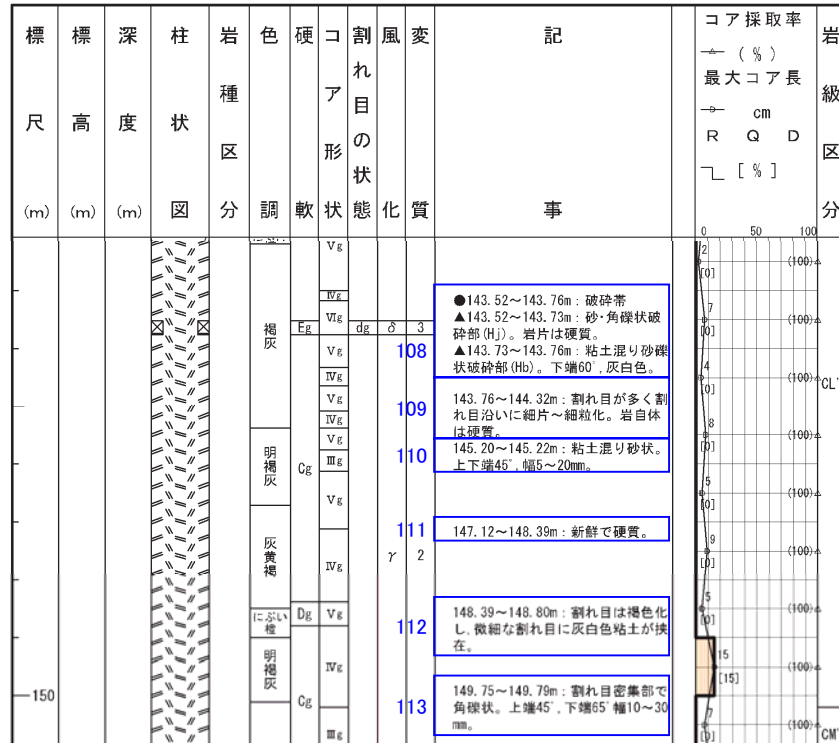 標尺(m)
標高(m)
深度(m)
柱状図
岩種区分
色調
硬軟
コア形状
割れ目の状態
風化
変質
記事
コア採取率
(%)
最大コア長
cm
R Q D
[%]
岩級区分
0 50 100
Vg
2
[0]
(100)
Ⅳg
●143.52～143.76m：破砕帯
▲143.52～143.73m：砂・角礫状破
砕部(Hj)。岩片は硬質。
▲143.73～143.76m：粘土混り砂礫
状破砕部(Hb)。下端60°,灰白色。
108
褐灰
Eg
Ⅵg
dg
δ
3
7
[0]
(100)
Vg
Ⅳg
4
[0]
(100)
CL'
109
143.76～144.32m：割れ目が多く割
れ目沿いに細片～細粒化。岩自体
は硬質。
Vg
Ⅳg
8
[0]
(100)
110
145.20～145.22m：粘土混り砂状。
上下端45°,幅5～20mm。
明褐灰
Cg
Vg
Ⅲg
Vg
5
[0]
(100)
111
147.12～148.39m：新鮮で硬質。
灰黄褐
Ⅳg
γ
2
9
[0]
(100)
112
148.39～148.80m：割れ目は褐色化
し,微細な割れ目に灰白色粘土が挟
在。
にぶい
橙
Dg
Vg
5
[0]
(100)
明褐灰
Ⅳg
15
[15]
(100)
150
Cg
113
149.75～149.79m：割れ目密集部で
角礫状。上端45°,下端65°幅10～30
mm。
Ⅲg
7
[0]
(100)